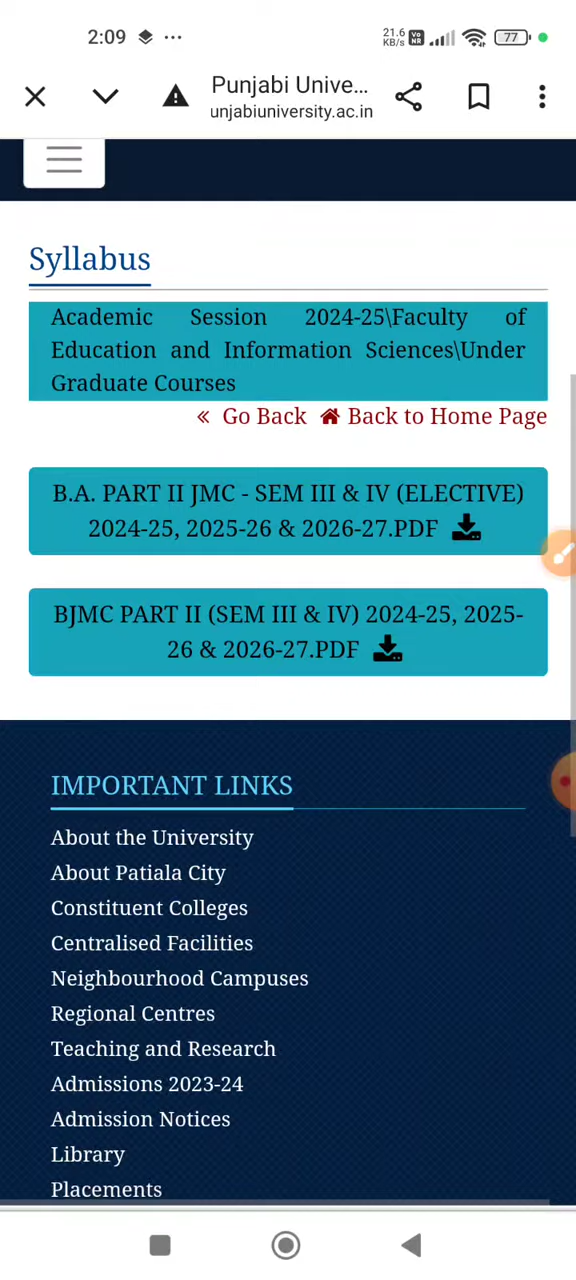 2:09
21.6 KB/s
Vo NR
77
Punjabi Unive...
unjabiuniversity.ac.in
Syllabus
Academic Session 2024-25\Faculty of
Education and Information Sciences\Under
Graduate Courses
« Go Back Back to Home Page
B.A. PART II JMC - SEM III & IV (ELECTIVE)
2024-25, 2025-26 & 2026-27.PDF
BJMC PART II (SEM III & IV) 2024-25, 2025-
26 & 2026-27.PDF
IMPORTANT LINKS
About the University
About Patiala City
Constituent Colleges
Centralised Facilities
Neighbourhood Campuses
Regional Centres
Teaching and Research
Admissions 2023-24
Admission Notices
Library
Placements